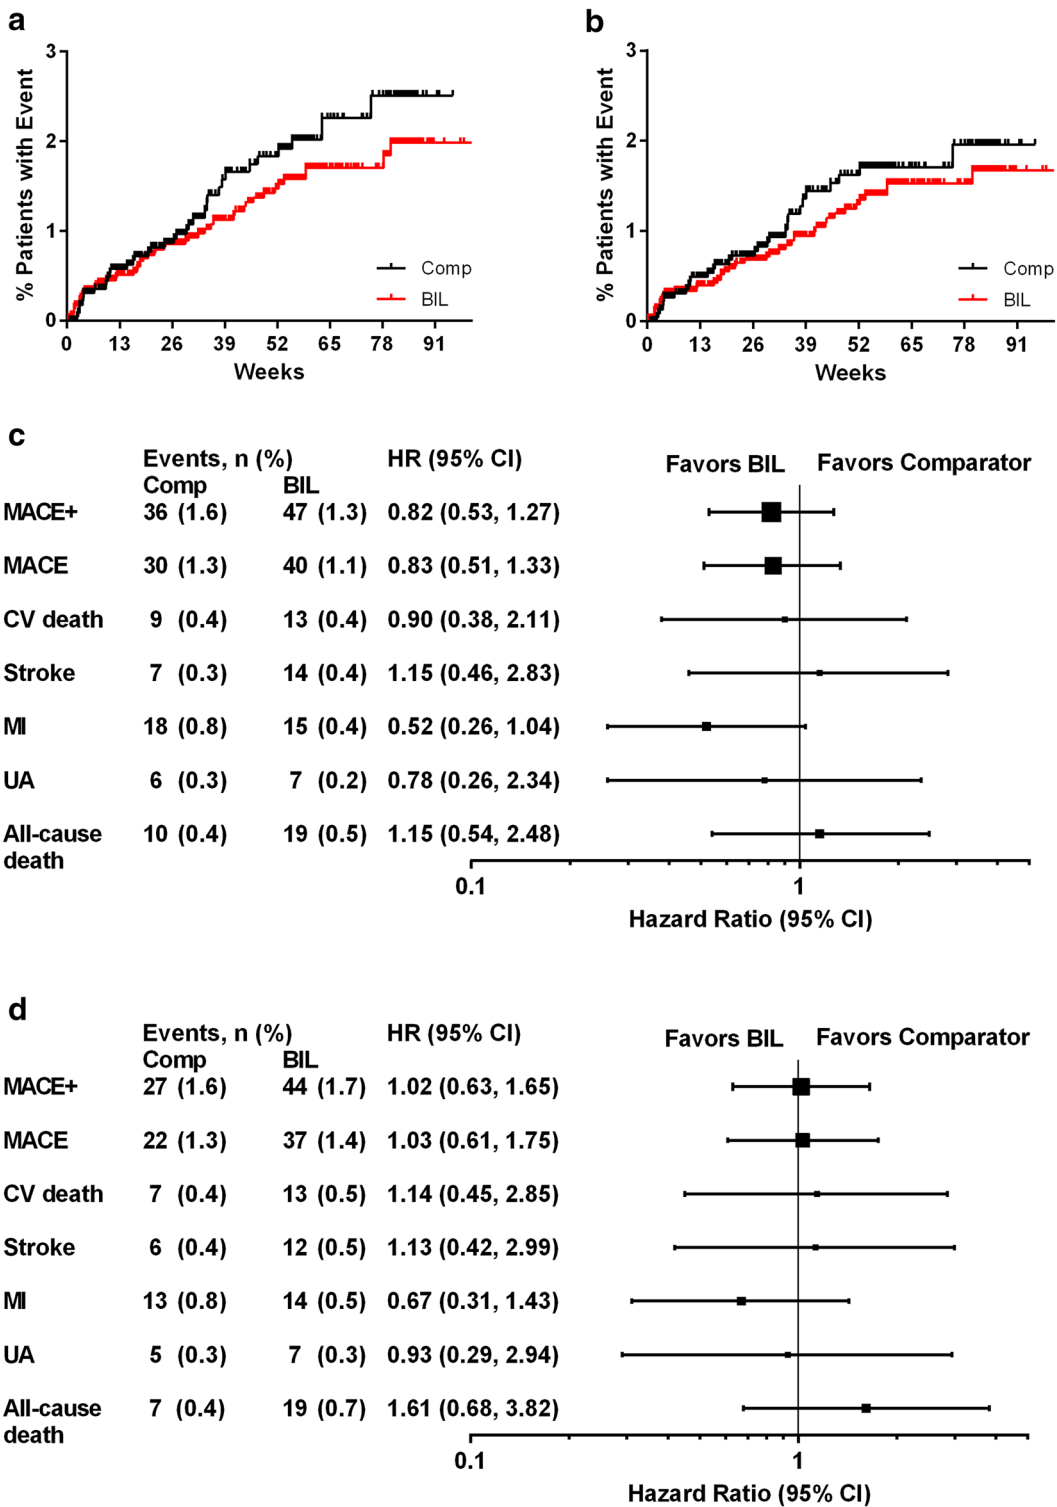 a
3
2
1
0
% Patients with Event
Comp
BIL
0 13 26 39 52 65 78 91
Weeks
b
3
2
1
0
% Patients with Event
Comp
BIL
0 13 26 39 52 65 78 91
Weeks
c
Events, n (%) HR (95% CI) Favors BIL Favors Comparator
Comp BIL
MACE+ 36 (1.6) 47 (1.3) 0.82 (0.53, 1.27)
MACE 30 (1.3) 40 (1.1) 0.83 (0.51, 1.33)
CV death 9 (0.4) 13 (0.4) 0.90 (0.38, 2.11)
Stroke 7 (0.3) 14 (0.4) 1.15 (0.46, 2.83)
MI 18 (0.8) 15 (0.4) 0.52 (0.26, 1.04)
UA 6 (0.3) 7 (0.2) 0.78 (0.26, 2.34)
All-cause 10 (0.4) 19 (0.5) 1.15 (0.54, 2.48)
death
0.1 1
Hazard Ratio (95% CI)
d
Events, n (%) HR (95% CI) Favors BIL Favors Comparator
Comp BIL
MACE+ 27 (1.6) 44 (1.7) 1.02 (0.63, 1.65)
MACE 22 (1.3) 37 (1.4) 1.03 (0.61, 1.75)
CV death 7 (0.4) 13 (0.5) 1.14 (0.45, 2.85)
Stroke 6 (0.4) 12 (0.5) 1.13 (0.42, 2.99)
MI 13 (0.8) 14 (0.5) 0.67 (0.31, 1.43)
UA 5 (0.3) 7 (0.3) 0.93 (0.29, 2.94)
All-cause 7 (0.4) 19 (0.7) 1.61 (0.68, 3.82)
death
0.1 1
Hazard Ratio (95% CI)